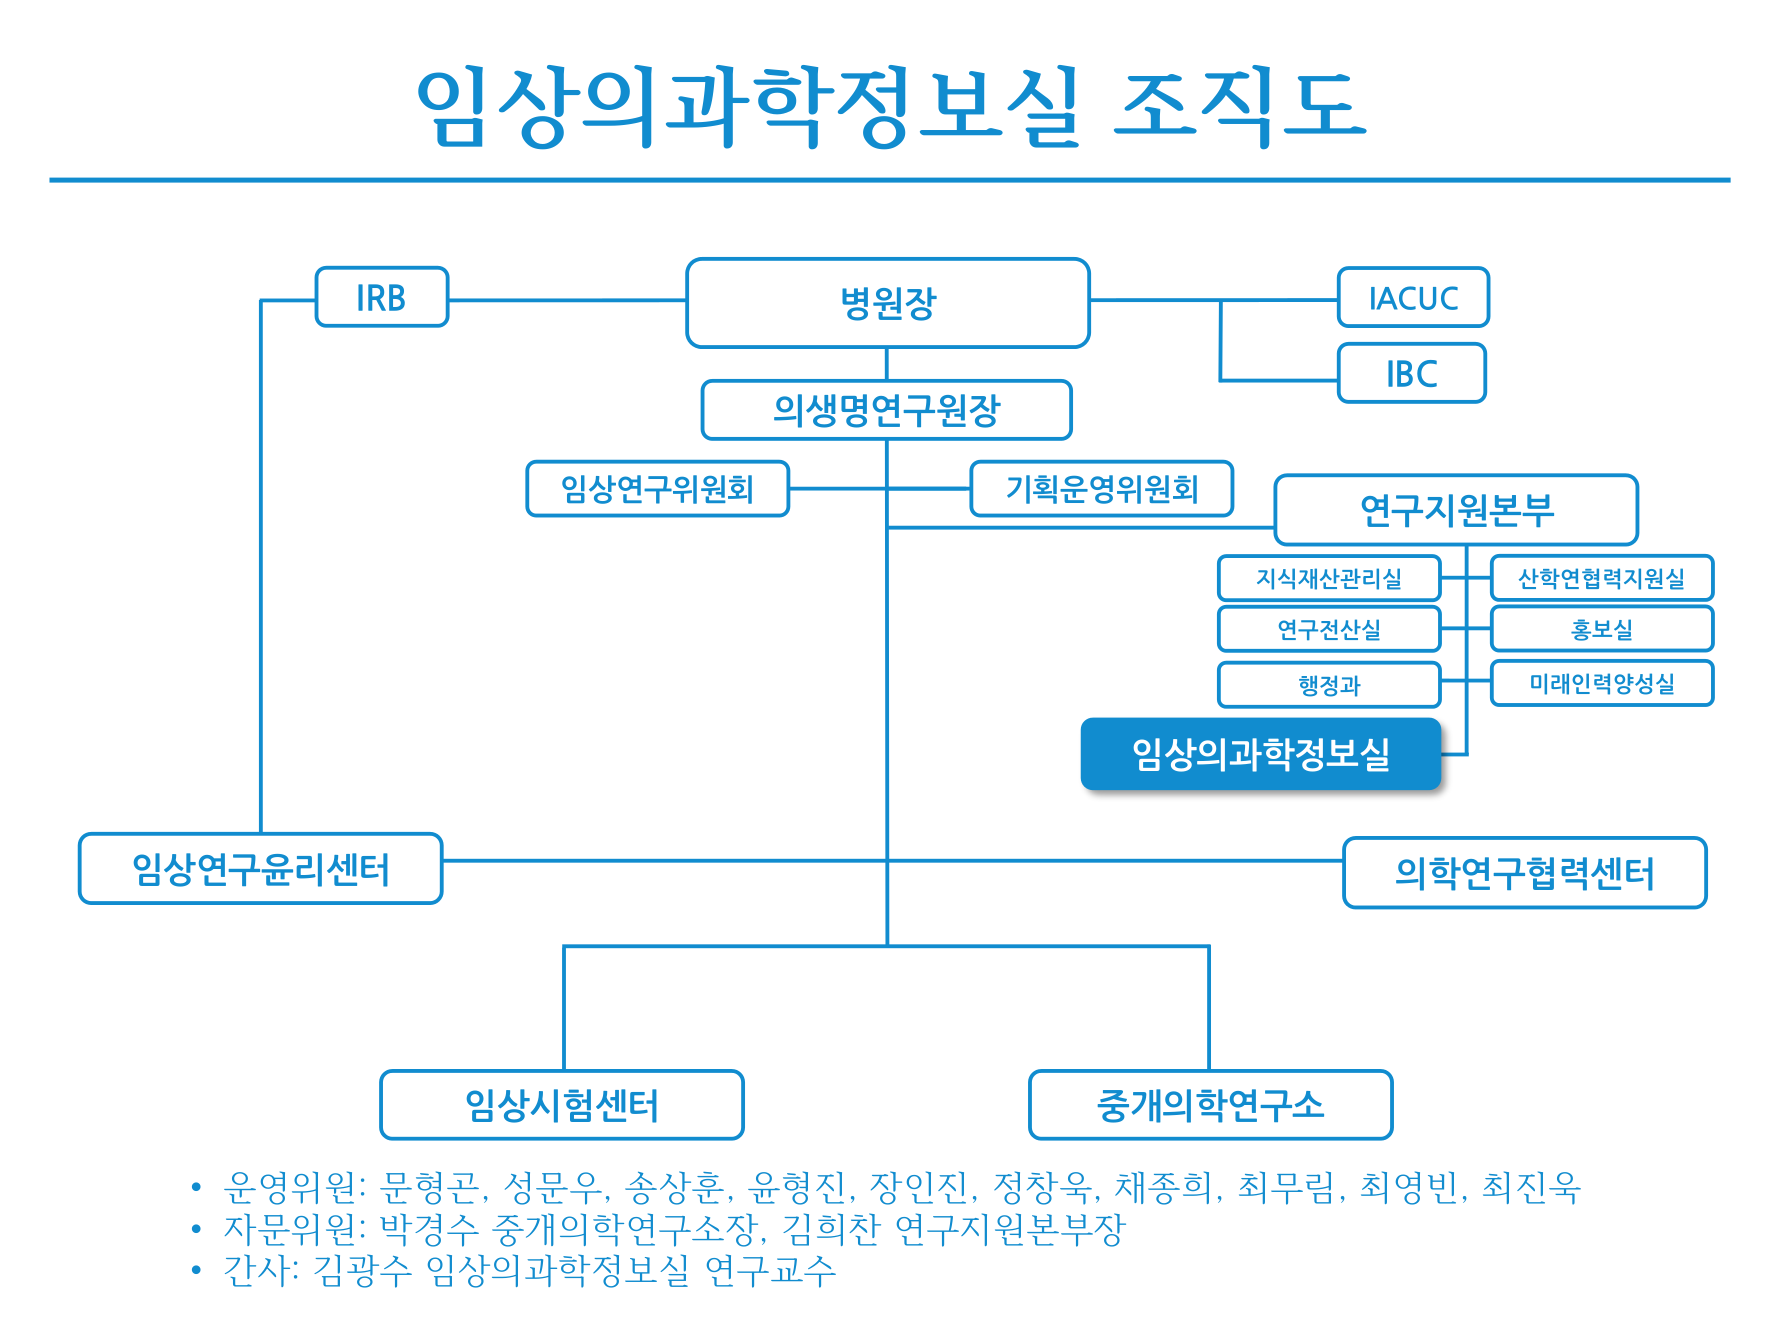 임상의과학정보실 조직도
IRB
병원장
IACUC
IBC
의생명연구원장
임상연구위원회
기획운영위원회
연구지원본부
지식재산관리실
산학연협력지원실
연구전산실
홍보실
행정과
미래인력양성실
임상의과학정보실
임상연구윤리센터
의학연구협력센터
임상시험센터
중개의학연구소
• 운영위원: 문형곤, 성문우, 송상훈, 윤형진, 장인진, 정창욱, 채종희, 최무림, 최영빈, 최진욱
• 자문위원: 박경수 중개의학연구소장, 김희찬 연구지원본부장
• 간사: 김광수 임상의과학정보실 연구교수